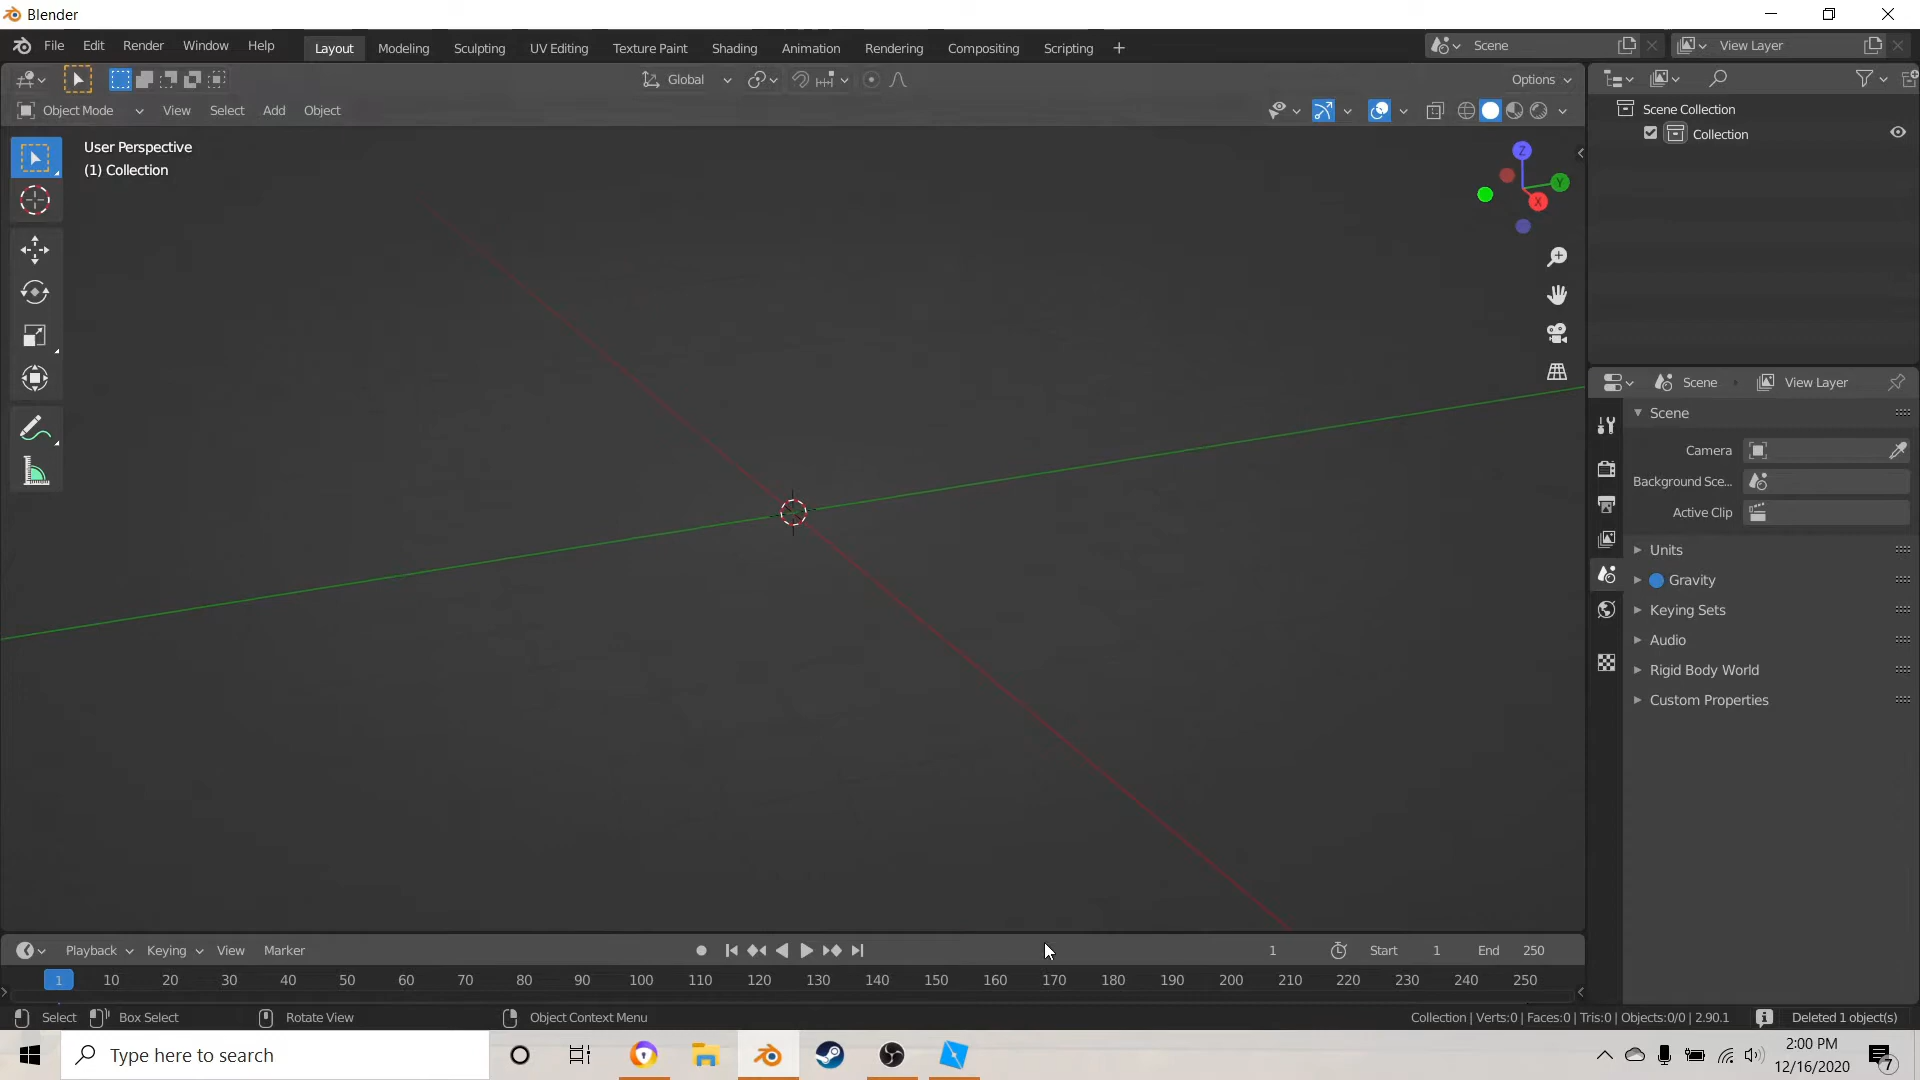 Blender
File Edit Render Window Help Layout Modeling Sculpting UV Editing Texture Paint Shading Animation Rendering Compositing Scripting + Scene View Layer
Global Options
Object Mode View Select Add Object
Scene Collection
Collection
User Perspective
(1) Collection
Z
Y
X
Scene View Layer
Scene
Camera
Background Sce...
Active Clip
Units
Gravity
Keying Sets
Audio
Rigid Body World
Custom Properties
Playback Keying View Marker 1 Start 1 End 250
1 10 20 30 40 50 60 70 80 90 100 110 120 130 140 150 160 170 180 190 200 210 220 230 240 250
Select Box Select Rotate View Object Context Menu Collection | Verts:0 | Faces:0 | Tris:0 | Objects:0/0 | 2.90.1 Deleted 1 object(s)
Type here to search
2:00 PM
12/16/2020
7